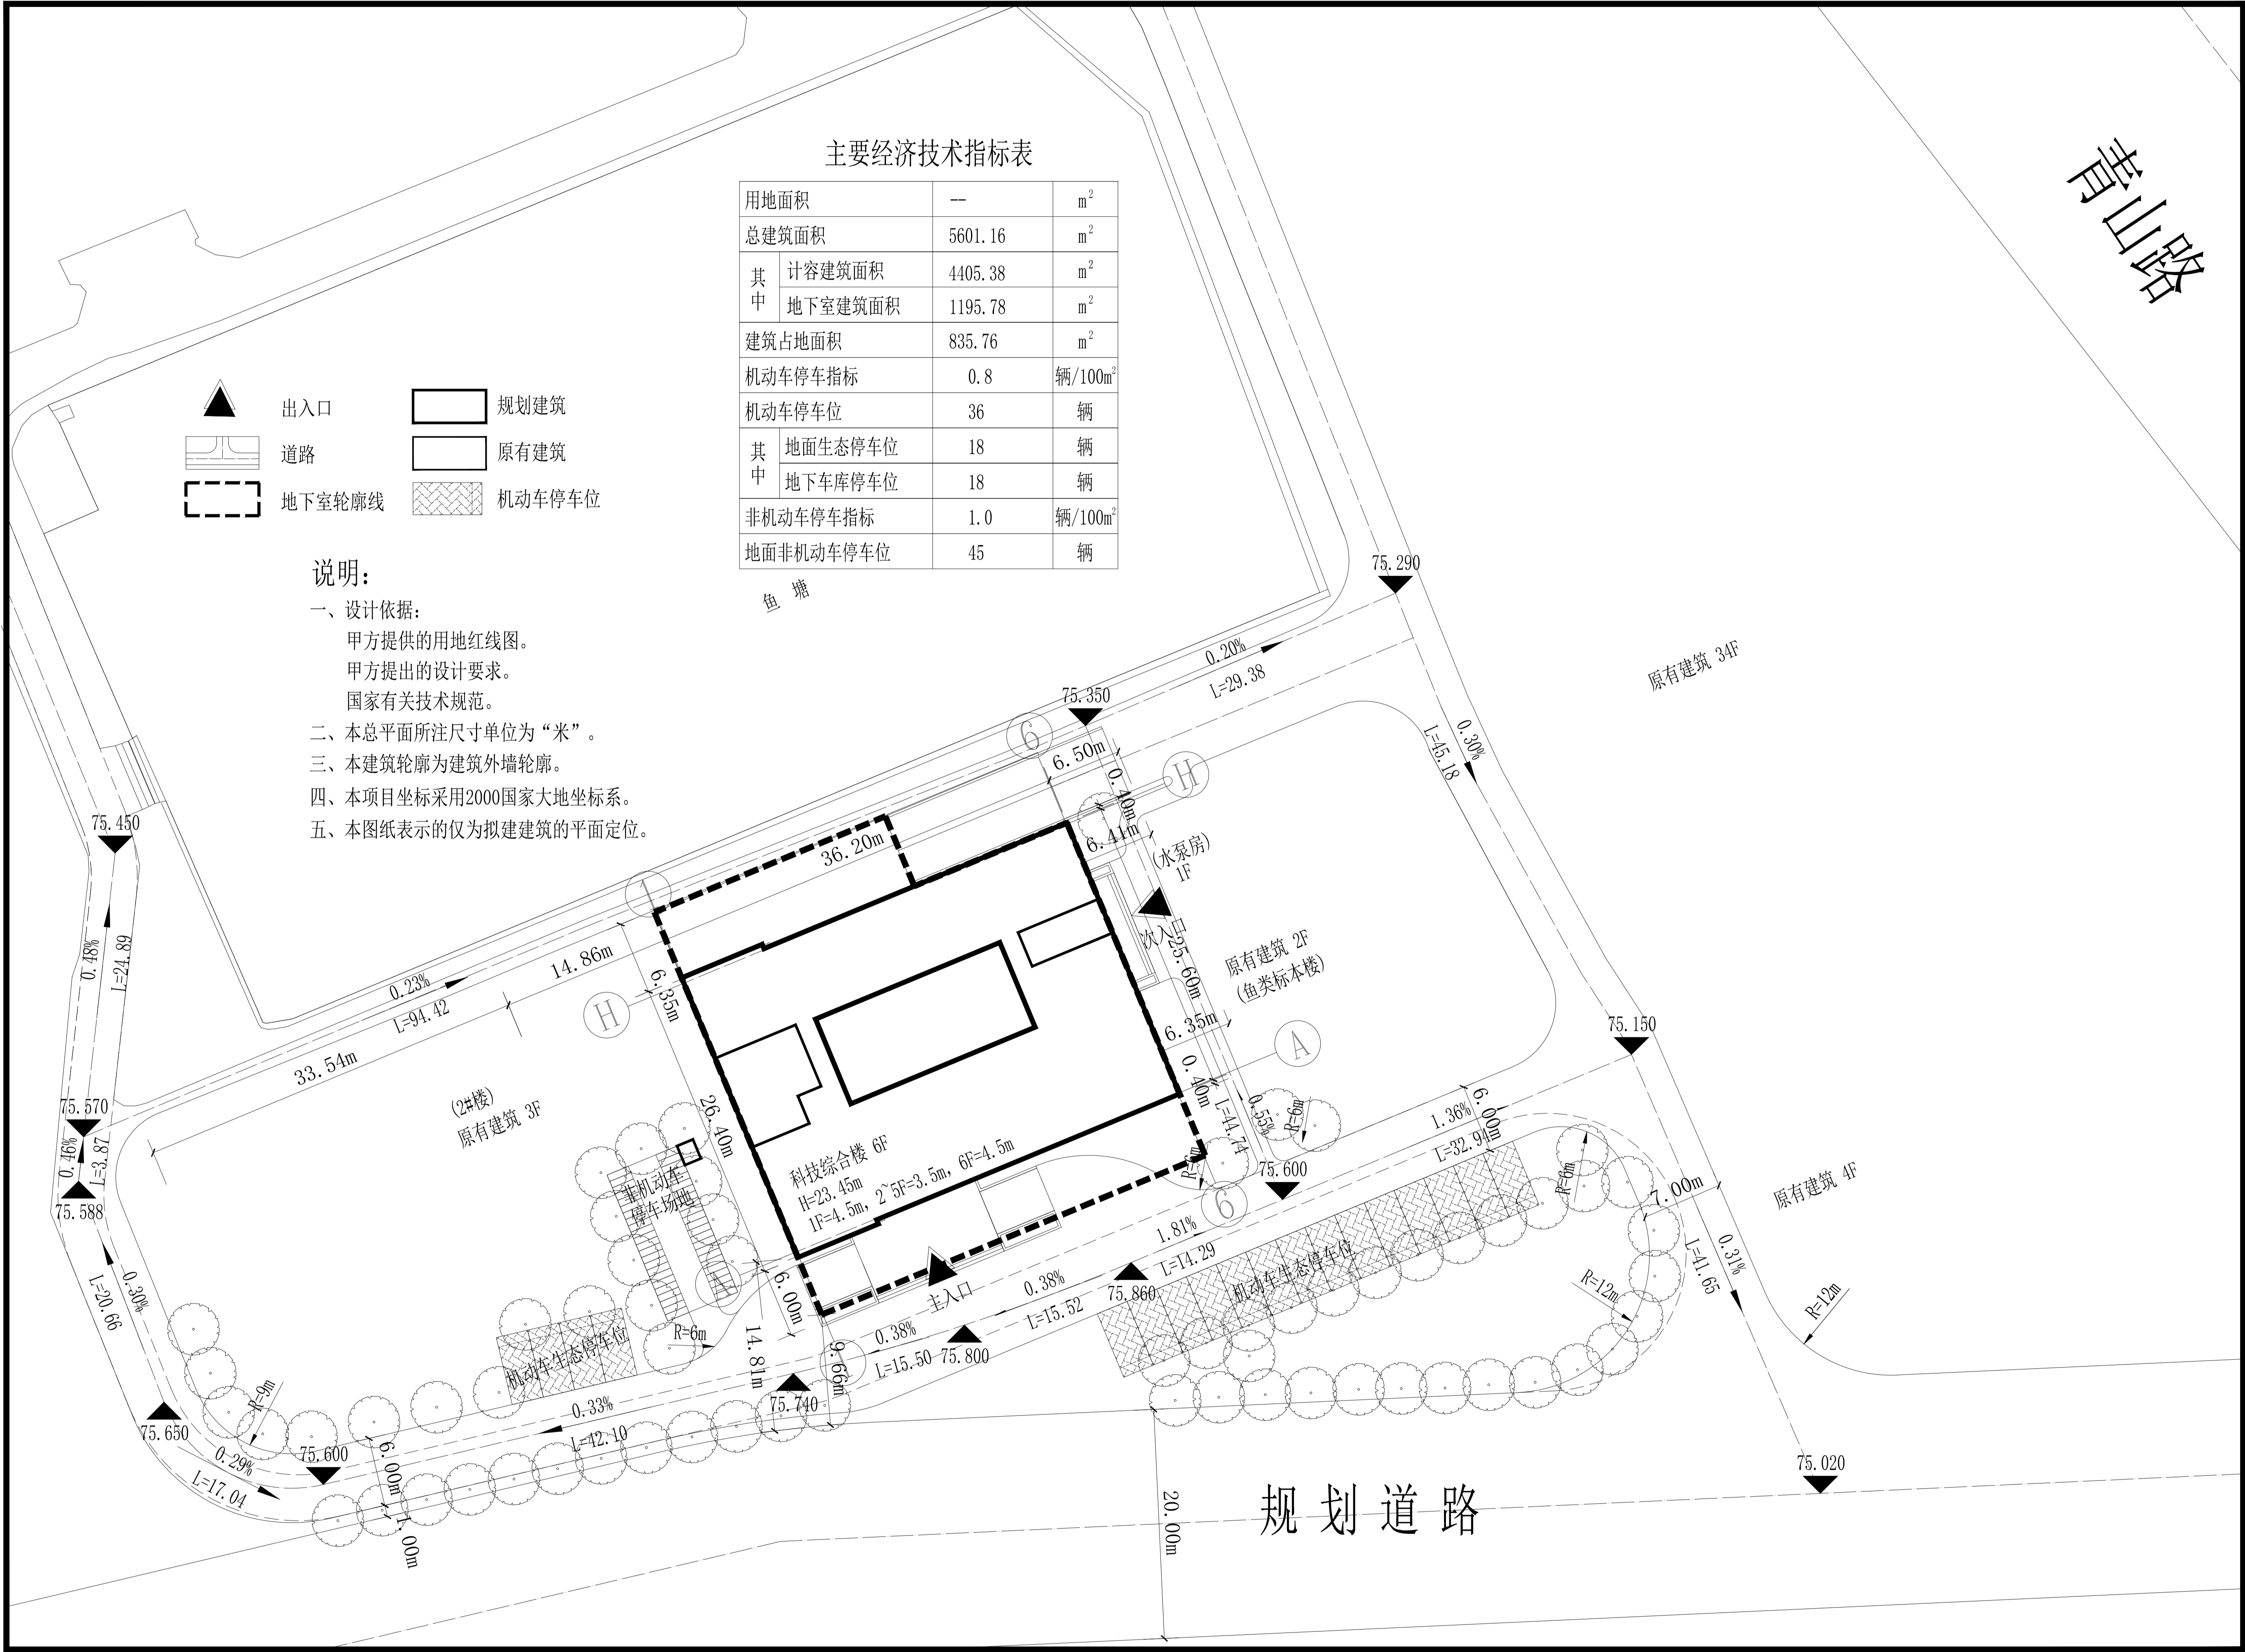 主要经济技术指标表
用地面积 -- m²
总建筑面积 5601.16 m²
其中
计容建筑面积 4405.38 m²
地下室建筑面积 1195.78 m²
建筑占地面积 835.76 m²
机动车停车指标 0.8 辆/100m²
机动车停车位 36 辆
其中
地面生态停车位 18 辆
地下车库停车位 18 辆
非机动车停车指标 1.0 辆/100m²
地面非机动车停车位 45 辆
青山路
出入口
规划建筑
道路
原有建筑
地下室轮廓线
机动车停车位
说明:
一、设计依据:
甲方提供的用地红线图。
甲方提出的设计要求。
国家有关技术规范。
二、本总平面所注尺寸单位为“米”。
三、本建筑轮廓为建筑外墙轮廓。
四、本项目坐标采用2000国家大地坐标系。
五、本图纸表示的仅为拟建建筑的平面定位。
鱼 塘
75.290
0.20%
L=29.38
75.350
原有建筑 34F
0.30%
L=45.18
6
6.50m
H
0.40m
6.41m
(水泵房)
1F
36.20m
1
75.450
次入口
25.60m
原有建筑 2F
(鱼类标本楼)
0.48%
L=24.89
0.23%
L=94.42
14.86m
6.35m
H
6.35m
A
75.150
33.54m
0.40m
75.570
0.46%
L=3.87
(2#楼)
原有建筑 3F
26.40m
L=44.74
0.55%
R=6m
1.36%
6.00m
L=32.94
科技综合楼 6F
H=23.45m
1F=4.5m, 2~5F=3.5m, 6F=4.5m
R=6m
75.600
R=6m
7.00m
原有建筑 4F
75.588
非机动车
停车场地
6
1.81%
L=14.29
0.30%
L=20.66
A
6.00m
主入口
0.38%
75.860
机动车生态停车位
L=41.65
0.31%
R=12m
R=12m
L=15.52
R=6m
机动车生态停车位
14.81m
9.66m
0.38%
L=15.50
75.800
R=9m
75.740
75.650
0.33%
L=42.10
0.29%
L=17.04
75.600
6.00m
1.00m
75.020
20.00m
规划道路